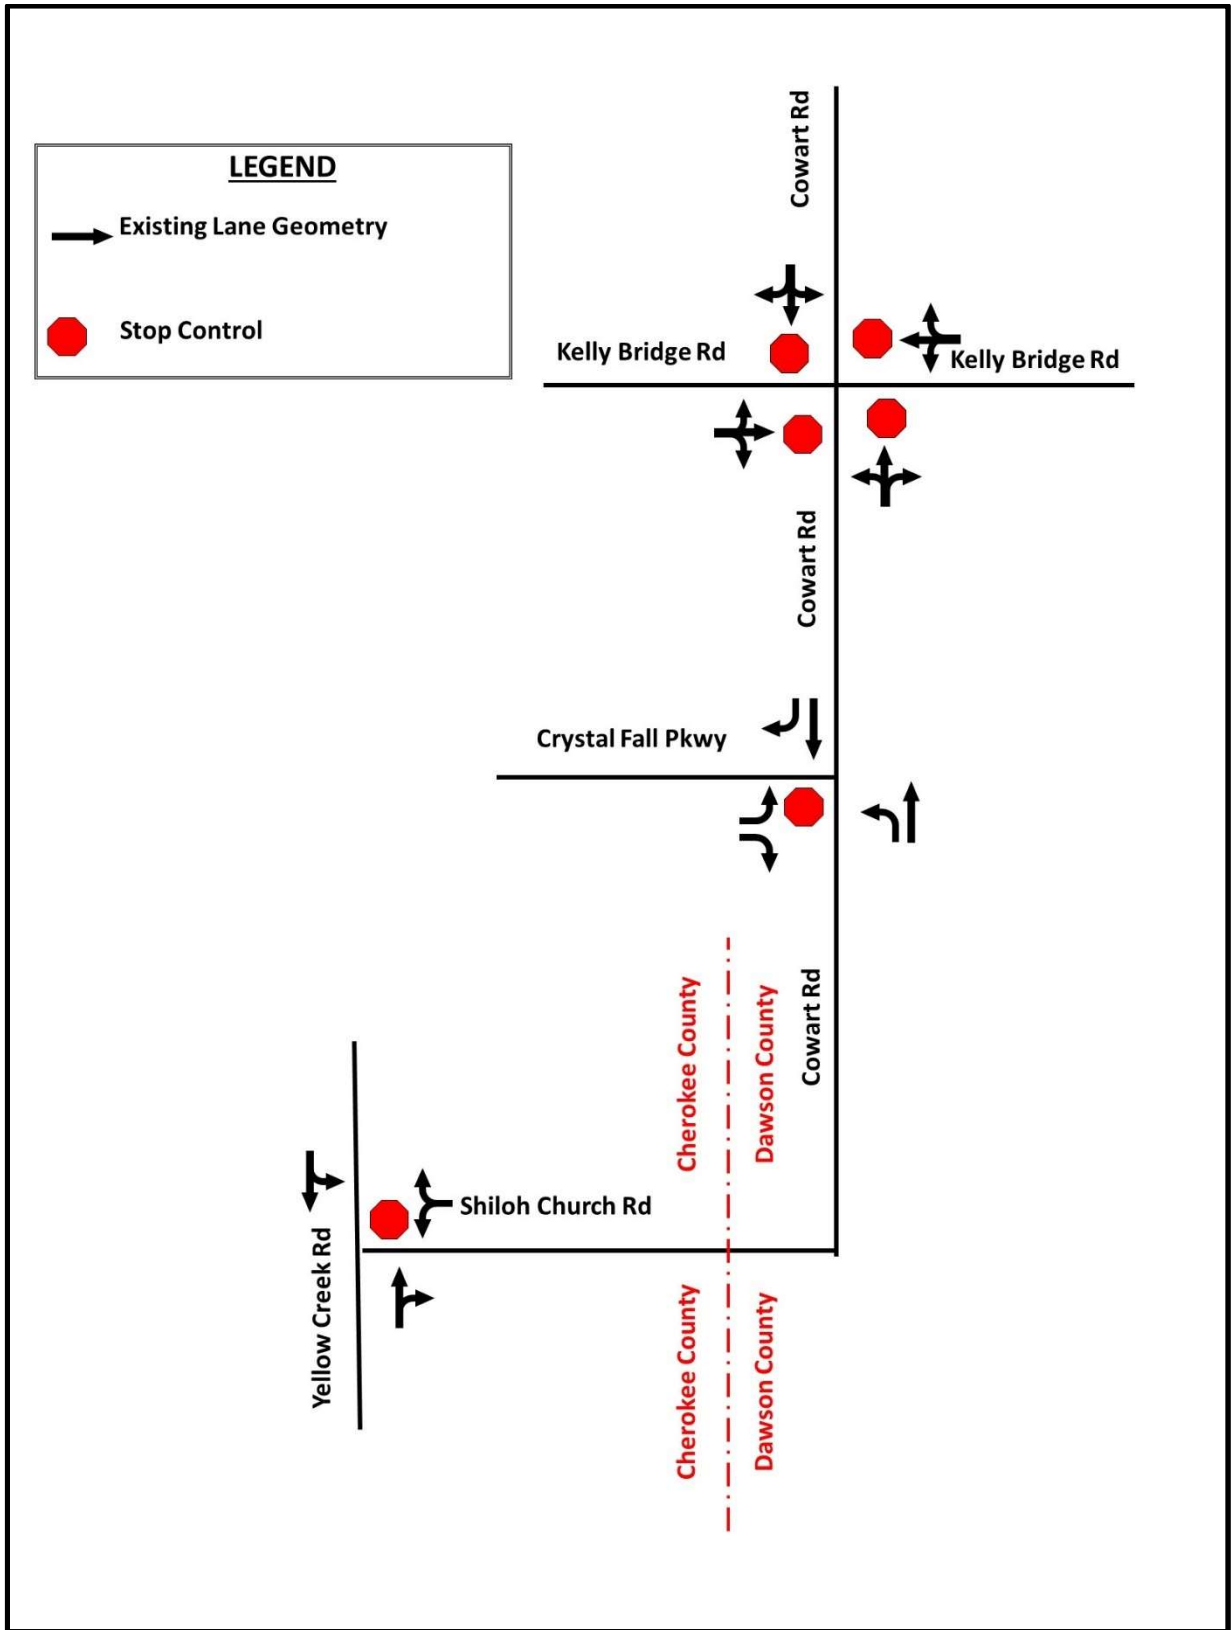 LEGEND
Existing Lane Geometry
Stop Control
Cowart Rd
Kelly Bridge Rd
Kelly Bridge Rd
Cowart Rd
Crystal Fall Pkwy
Cherokee County
Dawson County
Cowart Rd
Shiloh Church Rd
Yellow Creek Rd
Cherokee County
Dawson County